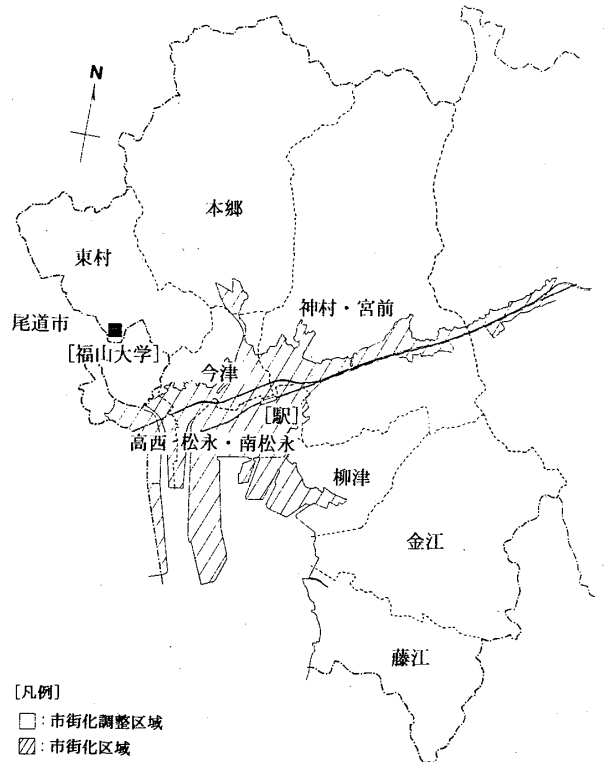 N
本郷
東村
神村・宮前
尾道市
[福山大学]
今津
[駅]
高西
松永・南松永
柳津
金江
藤江
[凡例]
□:市街化調整区域
▨:市街化区域